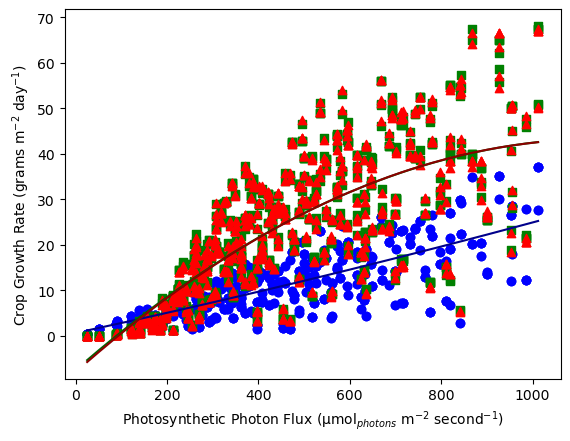 70
60
50
40
30
20
10
0
Crop Growth Rate (grams m⁻² day⁻¹)
0 200 400 600 800 1000
Photosynthetic Photon Flux (μmol_photons m⁻² second⁻¹)